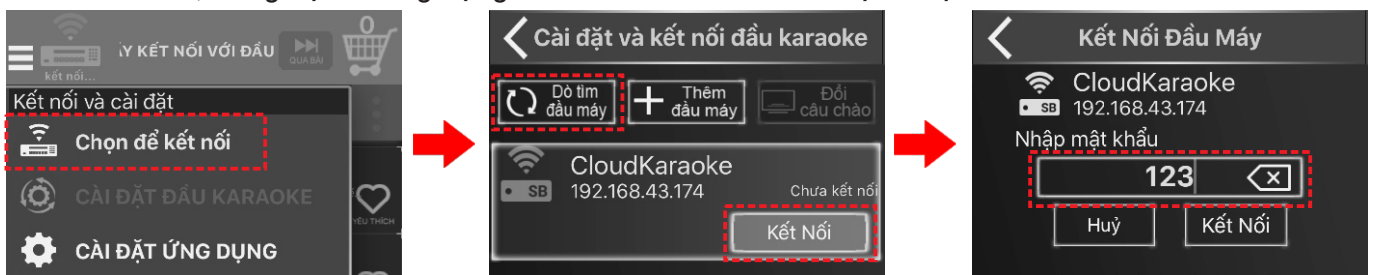 0
ÁY KẾT NỐI VỚI ĐẦU
QUA BÀI
kết nối...
Kết nối và cài đặt
Chọn để kết nối
CÀI ĐẶT ĐẦU KARAOKE
YÊU THÍCH
CÀI ĐẶT ỨNG DỤNG
Cài đặt và kết nối đầu karaoke
Dò tìm
đầu máy
Thêm
đầu máy
Đổi
câu chào
CloudKaraoke
SB 192.168.43.174
Chưa kết nối
Kết Nối
Kết Nối Đầu Máy
CloudKaraoke
SB 192.168.43.174
Nhập mật khẩu
123
Huỷ
Kết Nối